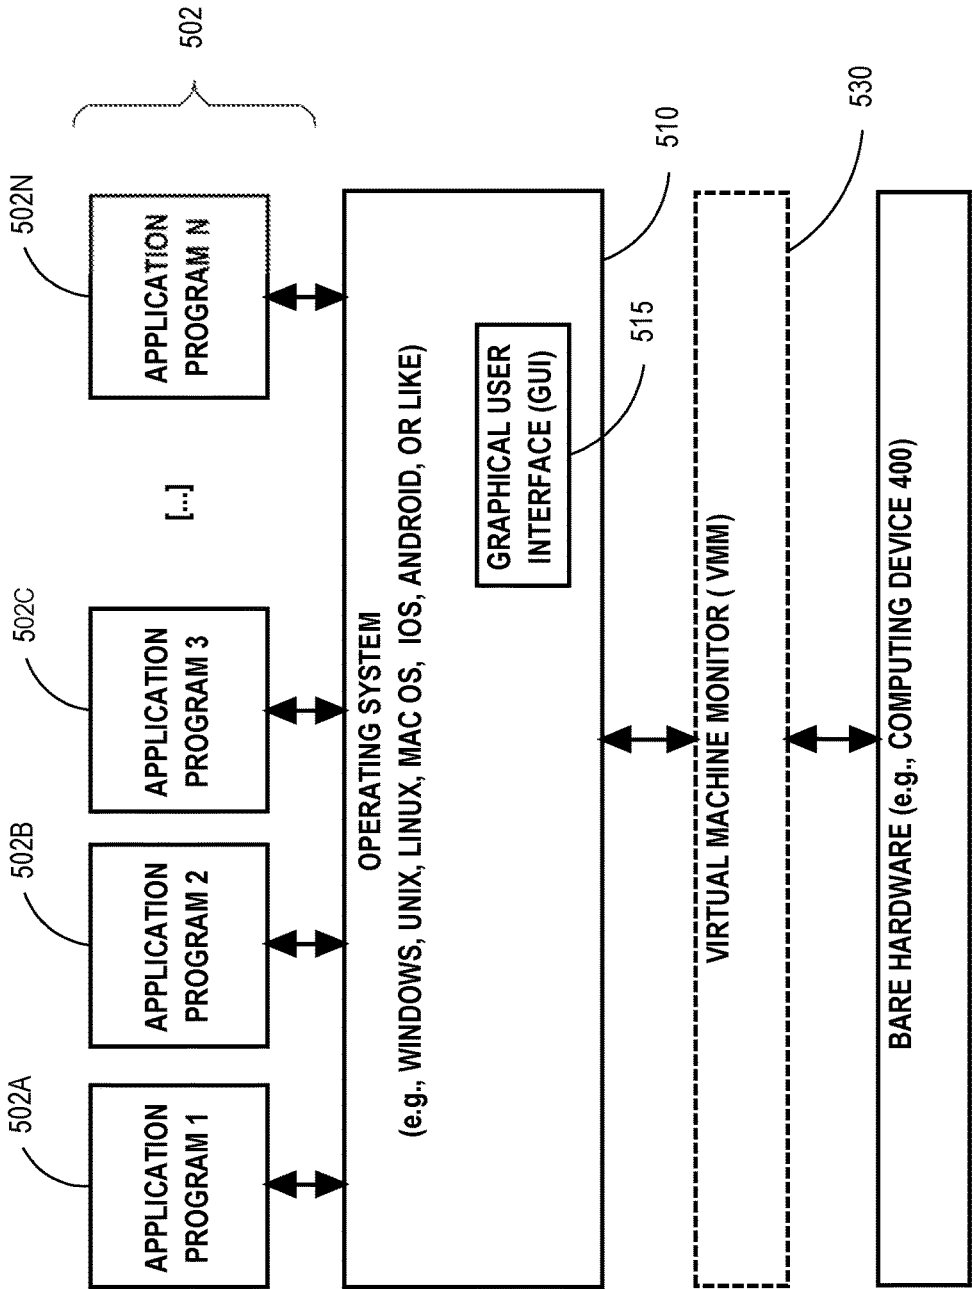 502
502A
502B
502C
502N
APPLICATION
PROGRAM 1
APPLICATION
PROGRAM 2
APPLICATION
PROGRAM 3
[...]
APPLICATION
PROGRAM N
OPERATING SYSTEM
(e.g., WINDOWS, UNIX, LINUX, MAC OS, IOS, ANDROID, OR LIKE)
510
GRAPHICAL USER
INTERFACE (GUI)
515
VIRTUAL MACHINE MONITOR ( VMM)
530
BARE HARDWARE (e.g., COMPUTING DEVICE 400)